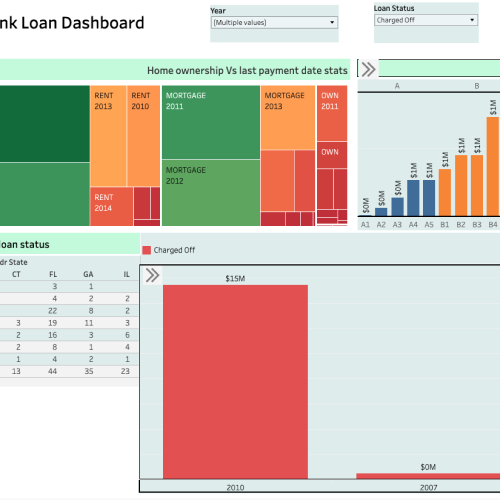 nk Loan Dashboard
Year
(Multiple values)
Loan Status
Charged Off
Home ownership Vs last payment date stats
RENT
2013
RENT
2010
RENT
2014
MORTGAGE
2011
MORTGAGE
2012
MORTGAGE
2013
OWN
2011
OWN
A B
$0M $0M $0M $1M $1M $1M $1M $1M $1M
A1 A2 A3 A4 A5 B1 B2 B3 B4
loan status
dr State
CT FL GA IL
3 1
4 2 2
22 8 2
3 19 11 3
2 16 3 6
2 8 1 4
1 4 2 1
13 44 35 23
Charged Off
$15M
$0M
2010 2007